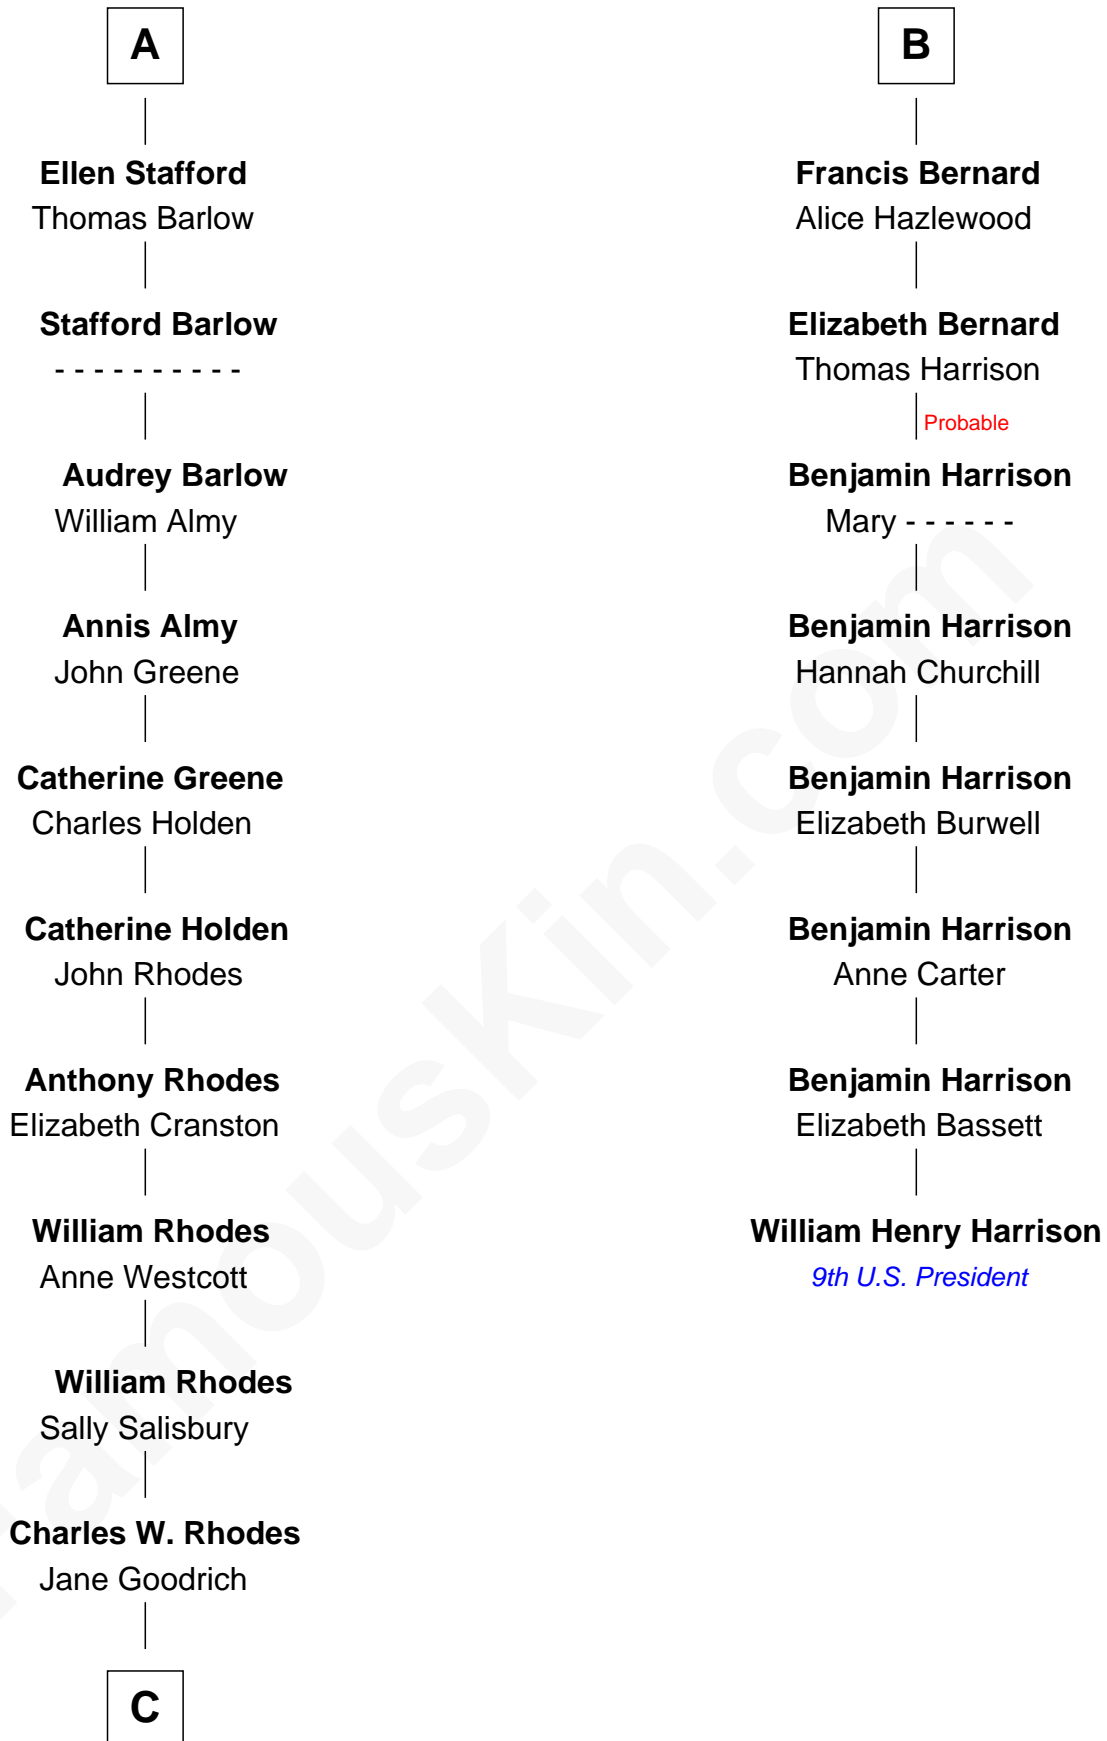 A
Ellen Stafford
Thomas Barlow
Stafford Barlow
- - - - - - - - - -
Audrey Barlow
William Almy
Annis Almy
John Greene
Catherine Greene
Charles Holden
Catherine Holden
John Rhodes
Anthony Rhodes
Elizabeth Cranston
William Rhodes
Anne Westcott
William Rhodes
Sally Salisbury
Charles W. Rhodes
Jane Goodrich
C
B
Francis Bernard
Alice Hazlewood
Elizabeth Bernard
Thomas Harrison
Probable
Benjamin Harrison
Mary - - - - - -
Benjamin Harrison
Hannah Churchill
Benjamin Harrison
Elizabeth Burwell
Benjamin Harrison
Anne Carter
Benjamin Harrison
Elizabeth Bassett
William Henry Harrison
9th U.S. President
FamousKin.com